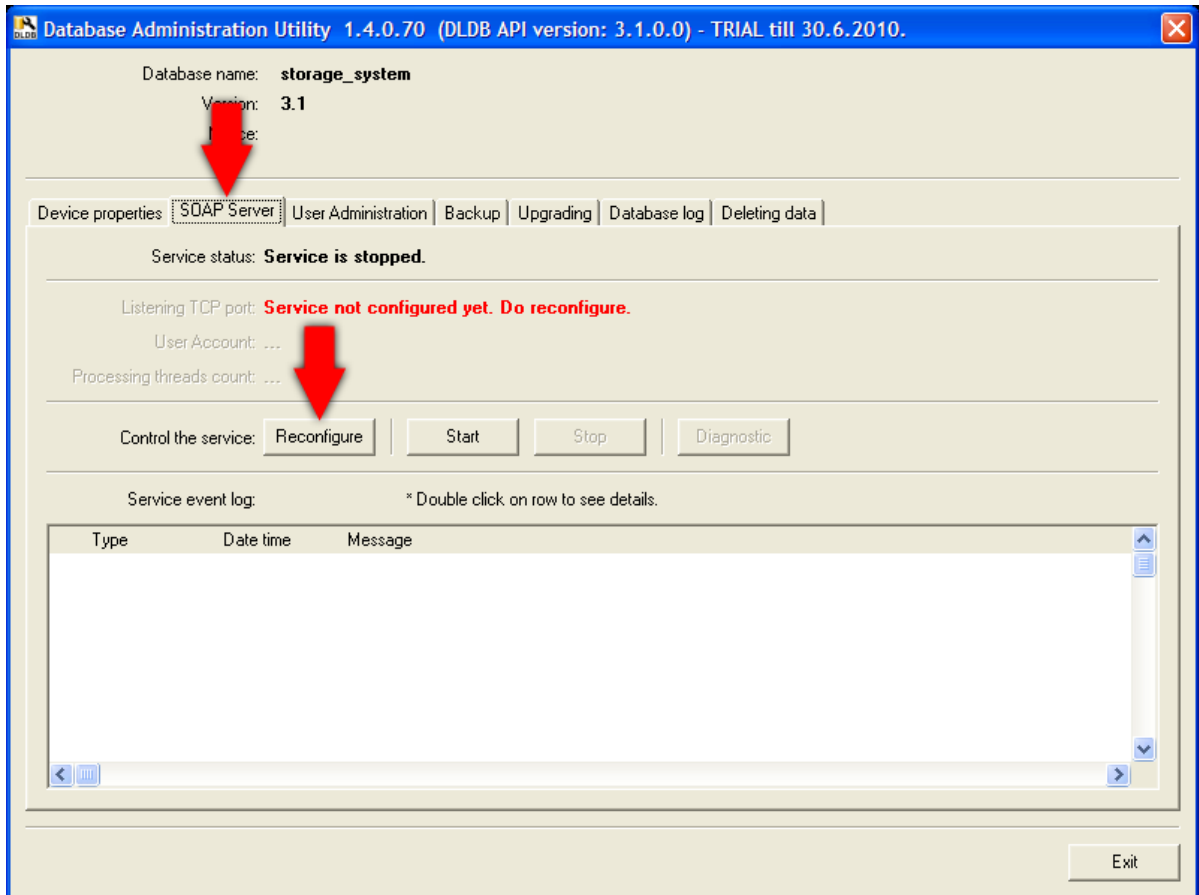 DLDB Database Administration Utility 1.4.0.70 (DLDB API version: 3.1.0.0) - TRIAL till 30.6.2010.
Database name: storage_system
Version: 3.1
Device properties SOAP Server User Administration Backup Upgrading Database log Deleting data
Service status: Service is stopped.
Listening TCP port: Service not configured yet. Do reconfigure.
User Account: ...
Processing threads count: ...
Control the service: Reconfigure Start Stop Diagnostic
Service event log: * Double click on row to see details.
Type Date time Message
Exit